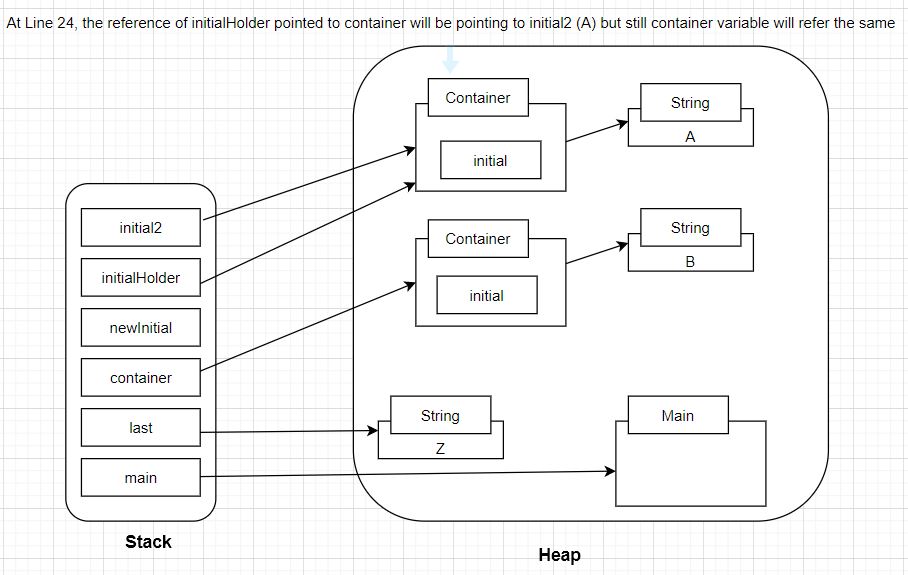 At Line 24, the reference of initialHolder pointed to container will be pointing to initial2 (A) but still container variable will refer the same
Container
String
A
initial
initial2
Container
String
B
initialHolder
initial
newInitial
container
last
String
Z
Main
main
Stack
Heap